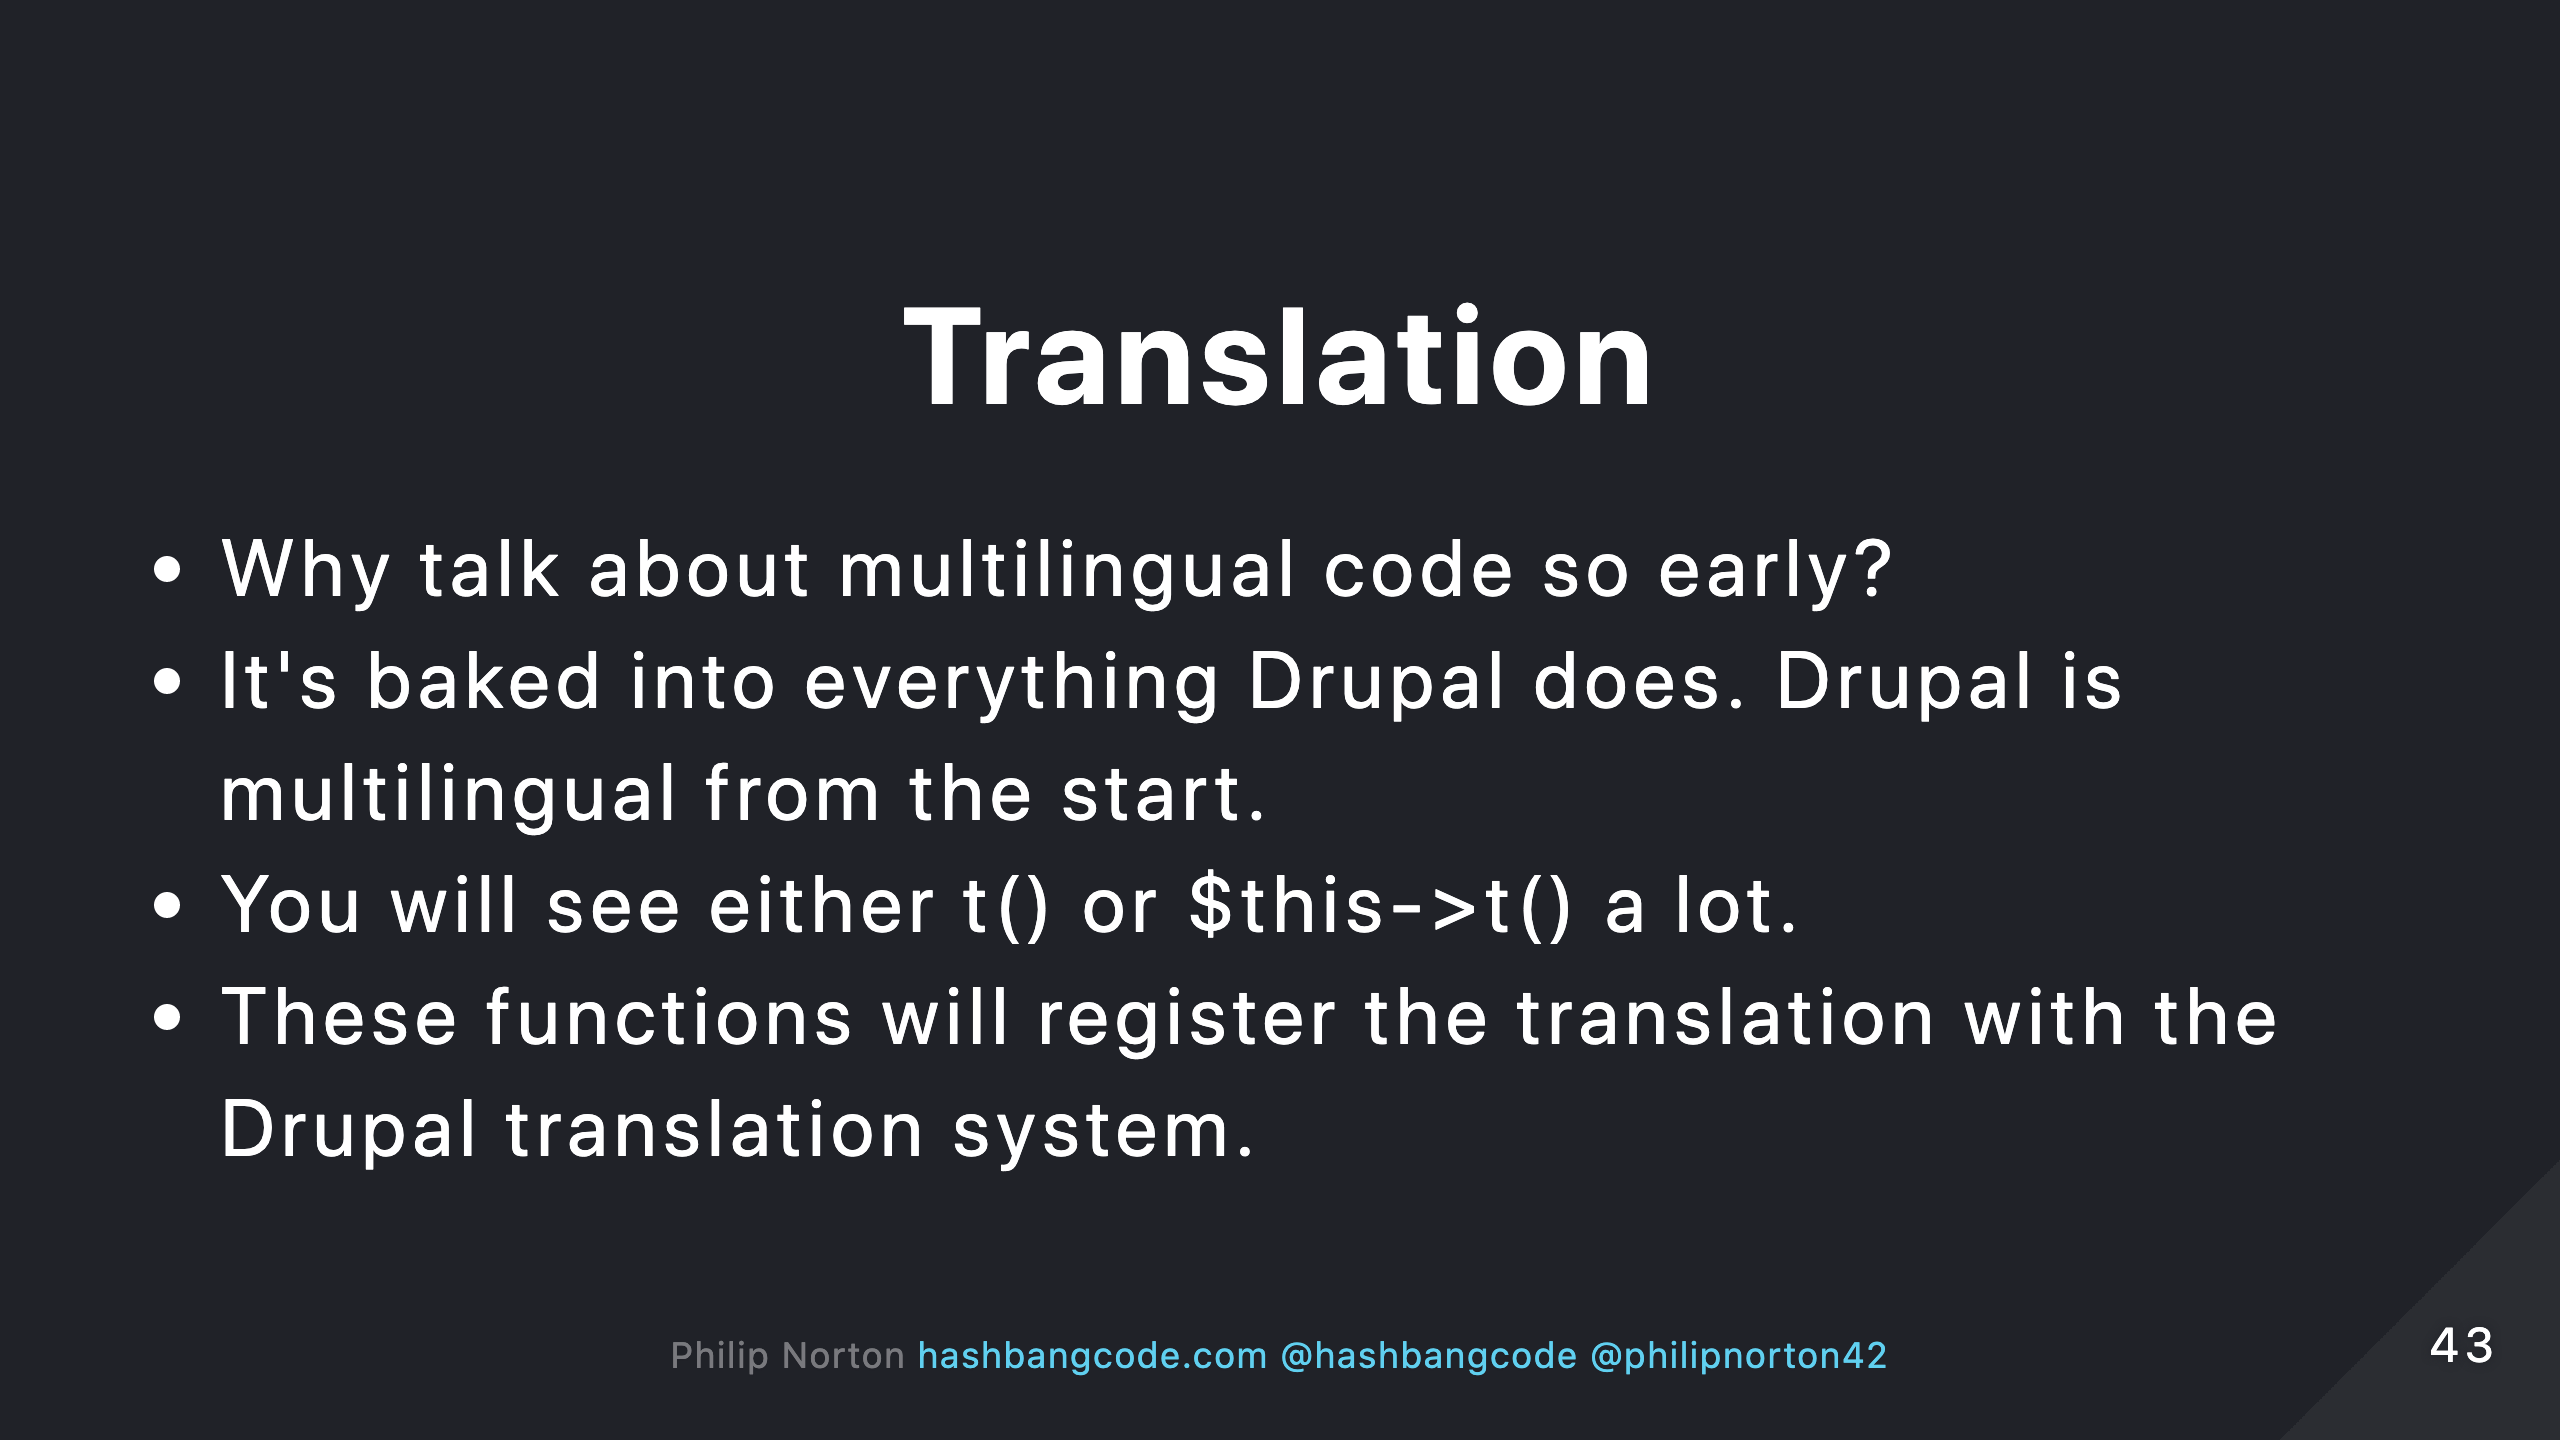 Translation
• Why talk about multilingual code so early?
• It's baked into everything Drupal does. Drupal is
multilingual from the start.
• You will see either t() or $this->t() a lot.
• These functions will register the translation with the
Drupal translation system.
Philip Norton hashbangcode.com @hashbangcode @philipnorton42
43